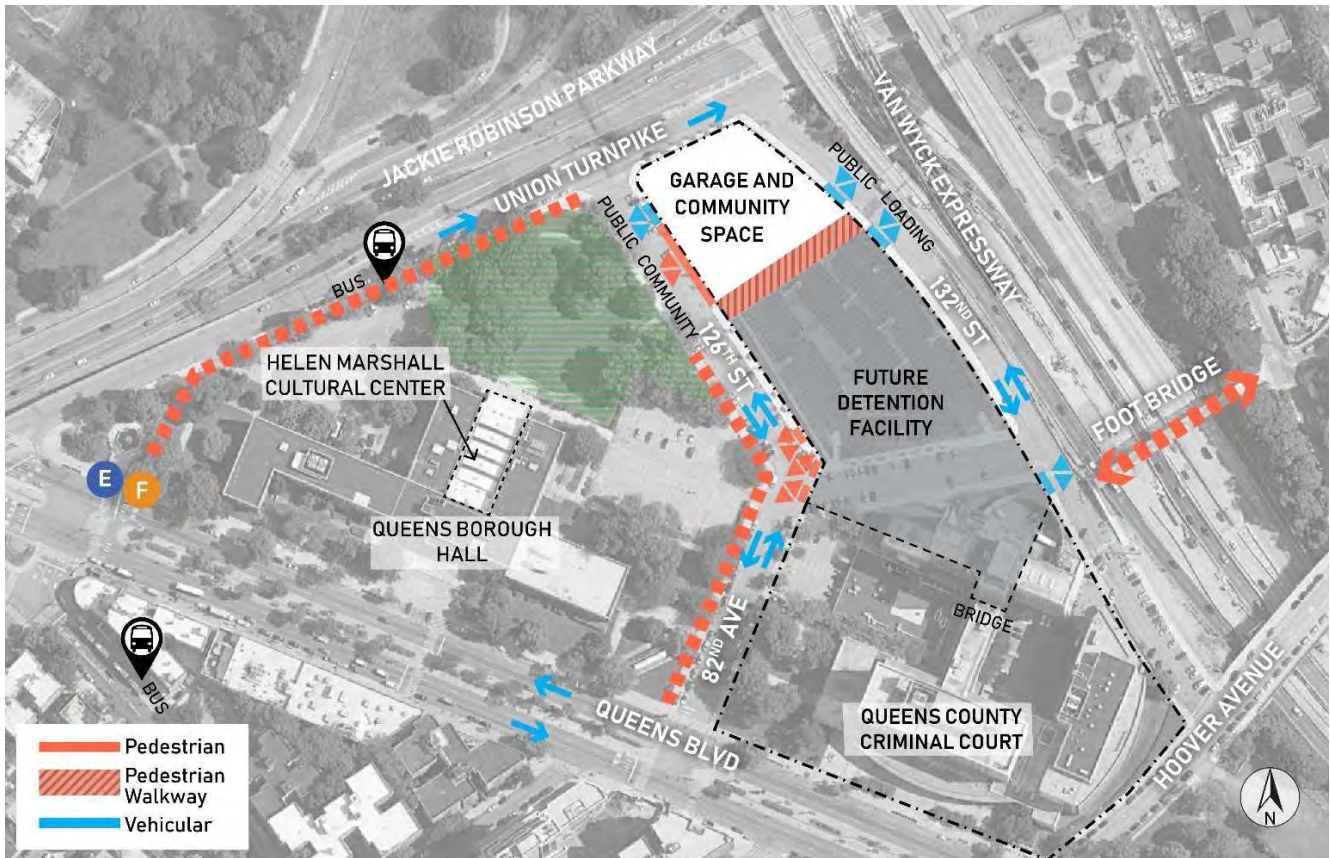 JACKIE ROBINSON PARKWAY
UNION TURNPIKE
VAN WYCK EXPRESSWAY
GARAGE AND
COMMUNITY
SPACE
PUBLIC
LOADING
PUBLIC
COMMUNITY
BUS
126TH ST
132ND ST
HELEN MARSHALL
CULTURAL CENTER
FUTURE
DETENTION
FACILITY
FOOT BRIDGE
E
F
QUEENS BOROUGH
HALL
BRIDGE
82ND AVE
BUS
QUEENS BLVD
QUEENS COUNTY
CRIMINAL COURT
HOOVER AVENUE
Pedestrian
Pedestrian
Walkway
Vehicular
N